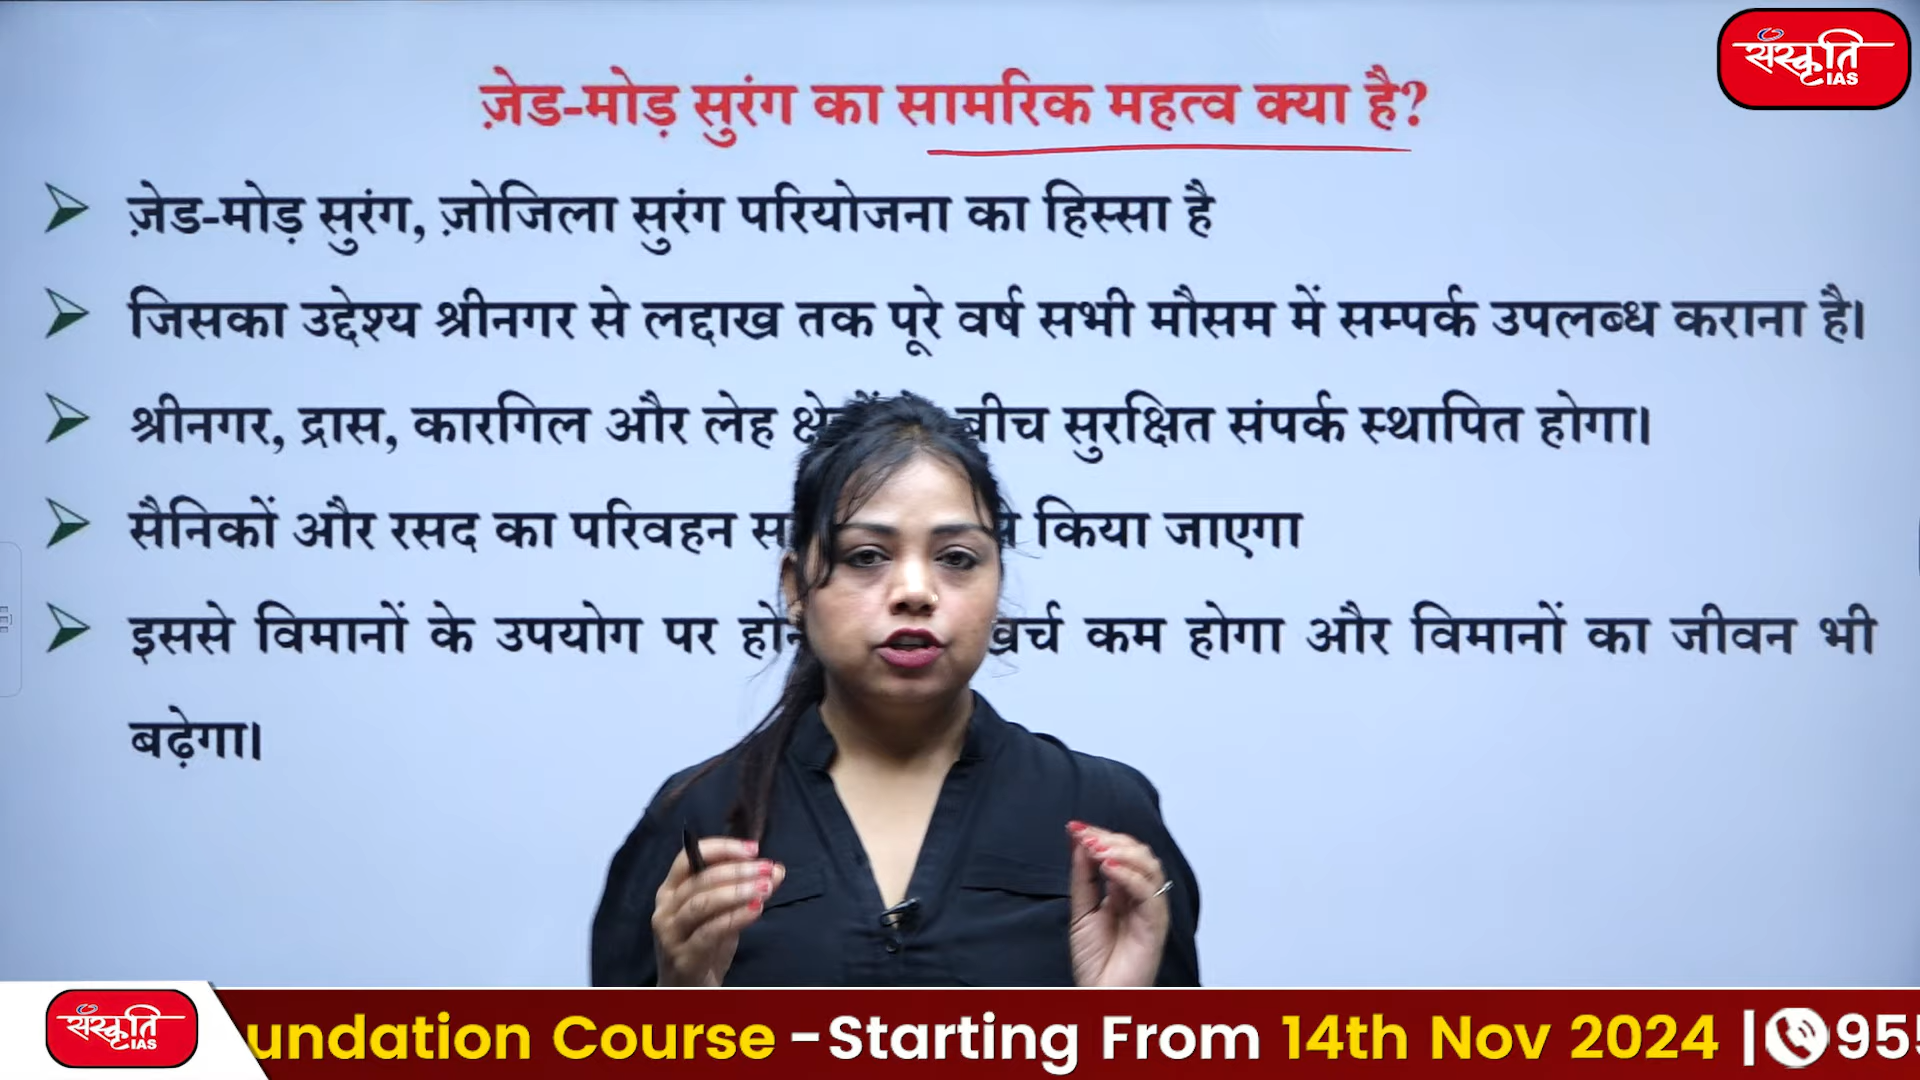 संस्कृति
IAS
ज़ेड-मोड़ सुरंग का सामरिक महत्व क्या है?
ज़ेड-मोड़ सुरंग, ज़ोजिला सुरंग परियोजना का हिस्सा है
जिसका उद्देश्य श्रीनगर से लद्दाख तक पूरे वर्ष सभी मौसम में सम्पर्क उपलब्ध कराना है।
श्रीनगर, द्रास, कारगिल और लेह बीच सुरक्षित संपर्क स्थापित होगा।
सैनिकों और रसद का परिवहन किया जाएगा
इससे विमानों के उपयोग पर खर्च कम होगा और विमानों का जीवन भी
बढ़ेगा।
संस्कृति
IAS
undation Course -Starting From 14th Nov 2024 | 955